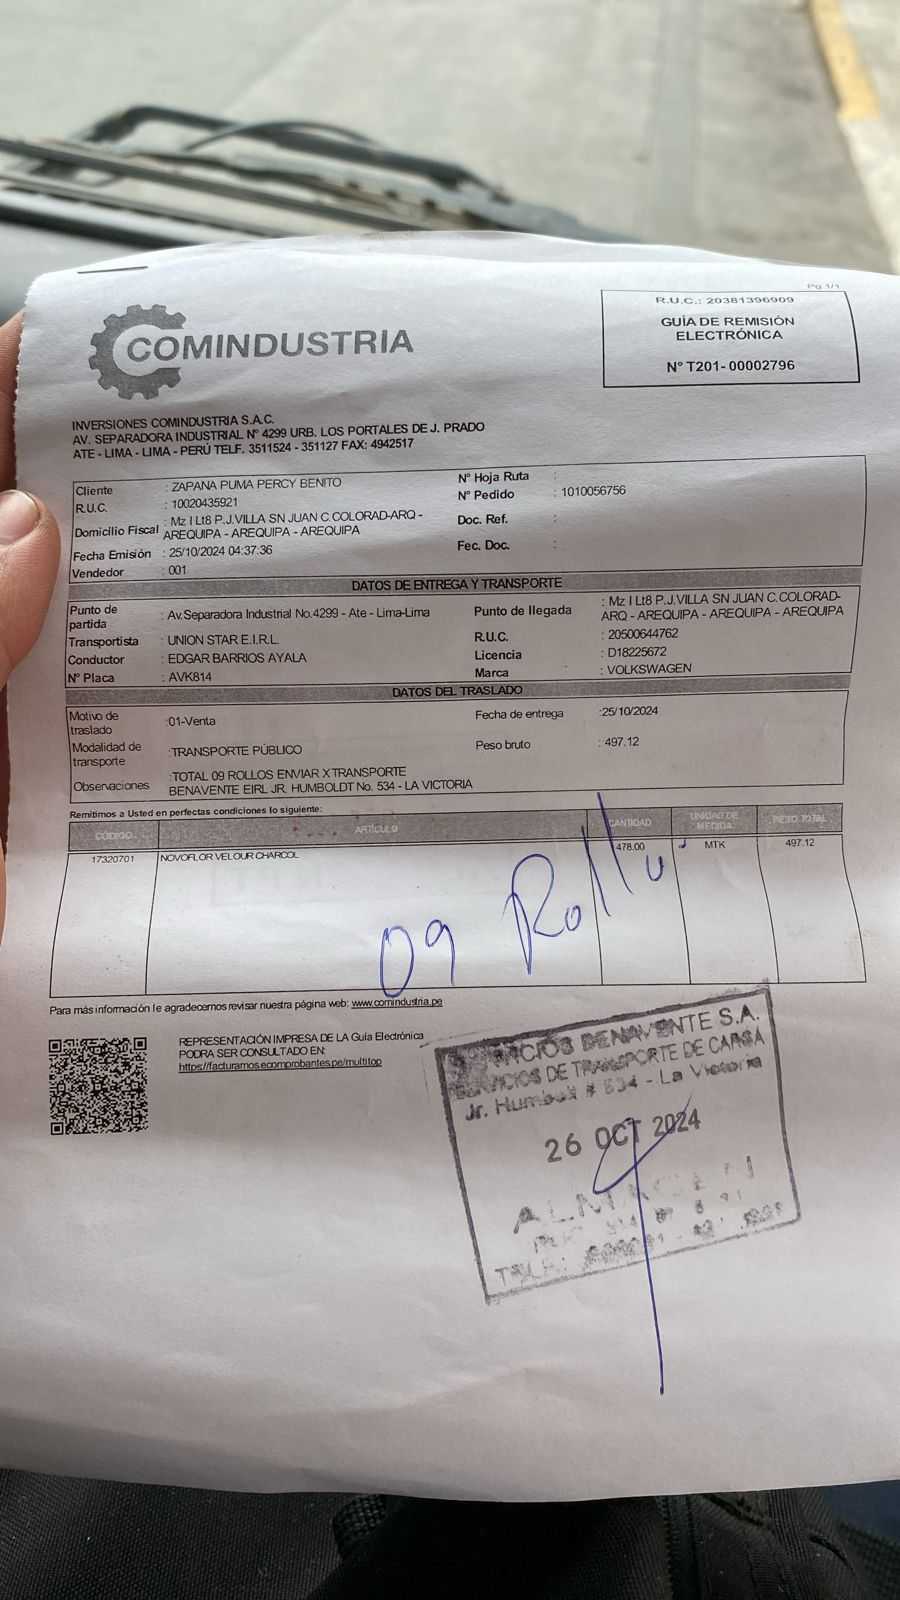 Pg 1/1
COMINDUSTRIA
R.U.C.: 20381396909
GUÍA DE REMISIÓN
ELECTRÓNICA
N° T201- 00002796
INVERSIONES COMINDUSTRIA S.A.C.
AV. SEPARADORA INDUSTRIAL N° 4299 URB. LOS PORTALES DE J. PRADO
ATE - LIMA - LIMA - PERÚ TELF. 3511524 - 351127 FAX: 4942517
Cliente : ZAPANA PUMA PERCY BENITO
R.U.C. : 10020435921
Domicilio Fiscal : Mz I Lt8 P.J.VILLA SN JUAN C.COLORAD-ARQ -
AREQUIPA - AREQUIPA - AREQUIPA
Fecha Emisión : 25/10/2024 04:37:36
Vendedor : 001
N° Hoja Ruta :
N° Pedido : 1010056756
Doc. Ref. :
Fec. Doc. :
DATOS DE ENTREGA Y TRANSPORTE
Punto de partida : Av.Separadora Industrial No.4299 - Ate - Lima-Lima
Transportista : UNION STAR E.I.R.L.
Conductor : EDGAR BARRIOS AYALA
N° Placa : AVK814
Punto de llegada : Mz I Lt8 P.J.VILLA SN JUAN C.COLORAD-
ARQ - AREQUIPA - AREQUIPA - AREQUIPA
R.U.C. : 20500644762
Licencia : D18225672
Marca : VOLKSWAGEN
DATOS DEL TRASLADO
Motivo de traslado :01-Venta
Modalidad de transporte :TRANSPORTE PÚBLICO
Observaciones :TOTAL 09 ROLLOS ENVIAR X TRANSPORTE
BENAVENTE EIRL JR. HUMBOLDT No. 534 - LA VICTORIA
Fecha de entrega :25/10/2024
Peso bruto : 497.12
Remitimos a Usted en perfectas condiciones lo siguiente:
CÓDIGO ARTÍCULO CANTIDAD UNIDAD DE MEDIDA PESO TOTAL
17320701 NOVOFLOR VELOUR CHARCOL 478.00 MTK 497.12
09 Rollos
Para más información le agradecemos revisar nuestra página web: www.comindustria.pe
REPRESENTACIÓN IMPRESA DE LA Guía Electrónica
PODRA SER CONSULTADO EN:
https://facturamos.ecomprobantes.pe/multitop
BENAVENTE S.A.
SERVICIOS DE TRANSPORTE DE CARGA
Jr. Humbolt # 534 - La Victoria
26 OCT 2024
ALMACEN